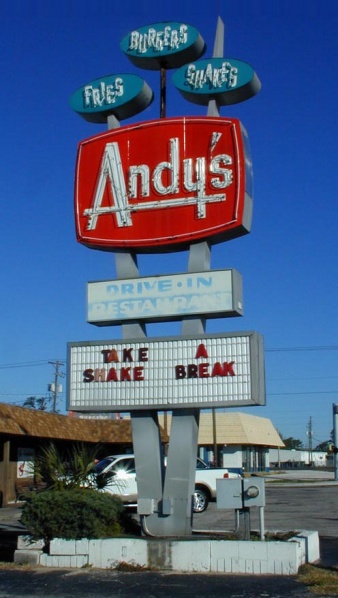 BURGERS
FRIES
SHAKES
Andy's
DRIVE-IN
RESTAURANT
TAKE A
SHAKE BREAK